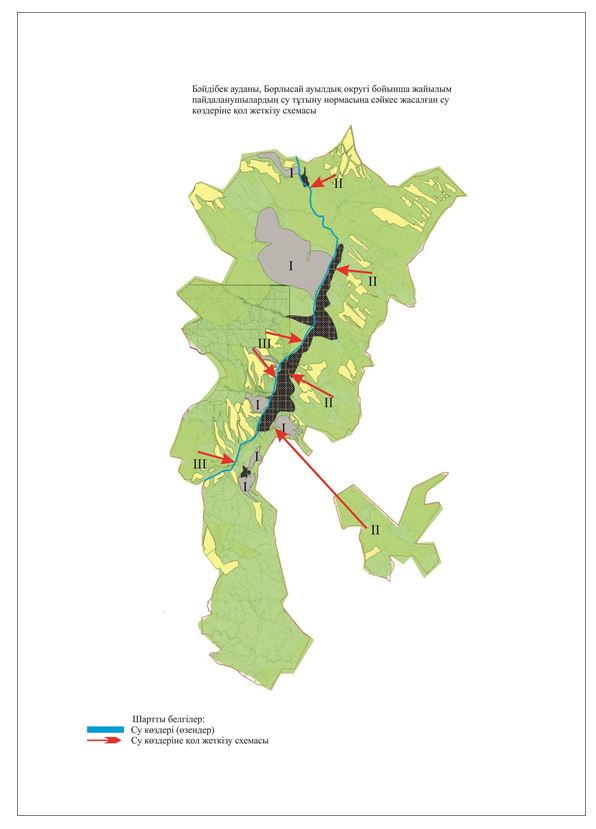 Бәйдібек ауданы, Борлысай ауылдық округі бойынша жайылым
пайдаланушылардың су тұтыну нормасына сәйкес жасалған су
көздеріне қол жеткізу схемасы
I
II
I
II
III
II
I
I
I
III
I
II
Шартты белгілер:
Су көздері (өзендер)
Су көздеріне қол жеткізу схемасы